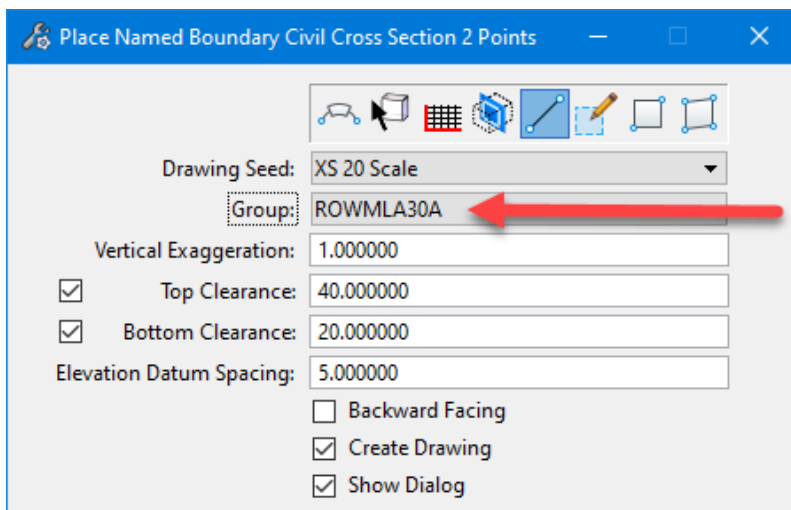 Place Named Boundary Civil Cross Section 2 Points
Drawing Seed: XS 20 Scale
Group: ROWMLA30A
Vertical Exaggeration: 1.000000
Top Clearance: 40.000000
Bottom Clearance: 20.000000
Elevation Datum Spacing: 5.000000
Backward Facing
Create Drawing
Show Dialog